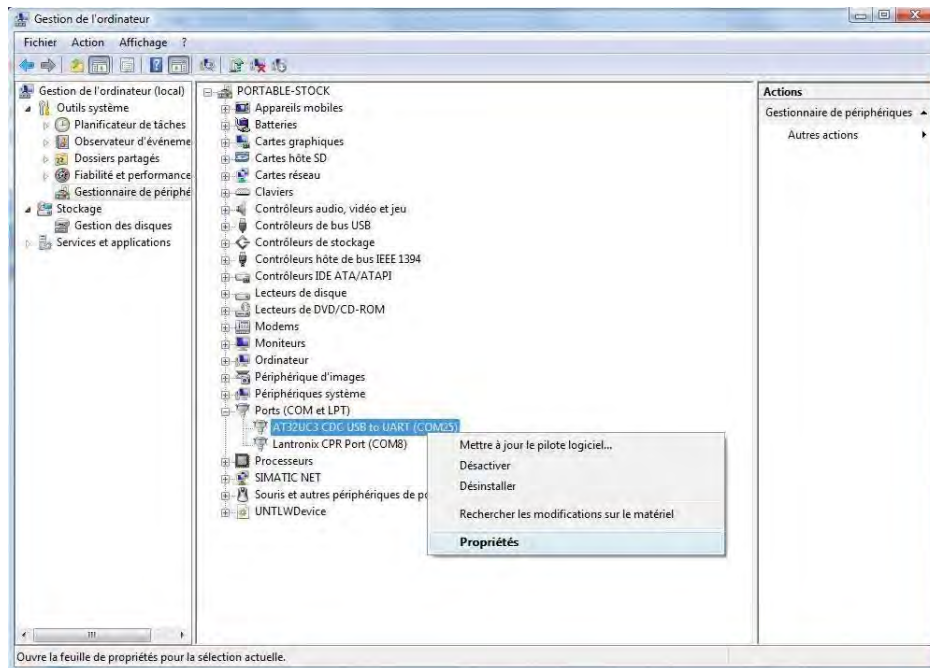 Gestion de l'ordinateur
Fichier Action Affichage ?
Gestion de l'ordinateur (local)
Outils système
Planificateur de tâches
Observateur d'événeme
Dossiers partagés
Fiabilité et performance
Gestionnaire de périphé
Stockage
Gestion des disques
Services et applications
PORTABLE-STOCK
Appareils mobiles
Batteries
Cartes graphiques
Cartes hôte SD
Cartes réseau
Claviers
Contrôleurs audio, vidéo et jeu
Contrôleurs de bus USB
Contrôleurs de stockage
Contrôleurs hôte de bus IEEE 1394
Contrôleurs IDE ATA/ATAPI
Lecteurs de disque
Lecteurs de DVD/CD-ROM
Modems
Moniteurs
Ordinateur
Périphérique d'images
Périphériques système
Ports (COM et LPT)
AT32UC3 CDC USB to UART (COM25)
Lantronix CPR Port (COM8)
Processeurs
SIMATIC NET
Souris et autres périphériques de po
UNTLWDevice
Mettre à jour le pilote logiciel...
Désactiver
Désinstaller
Rechercher les modifications sur le matériel
Propriétés
Actions
Gestionnaire de périphériques
Autres actions
Ouvre la feuille de propriétés pour la sélection actuelle.